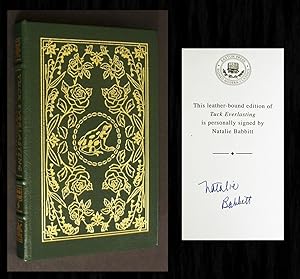 This leather-bound edition of
Tuck Everlasting
is personally signed by
Natalie Babbitt
Natalie
Babbitt